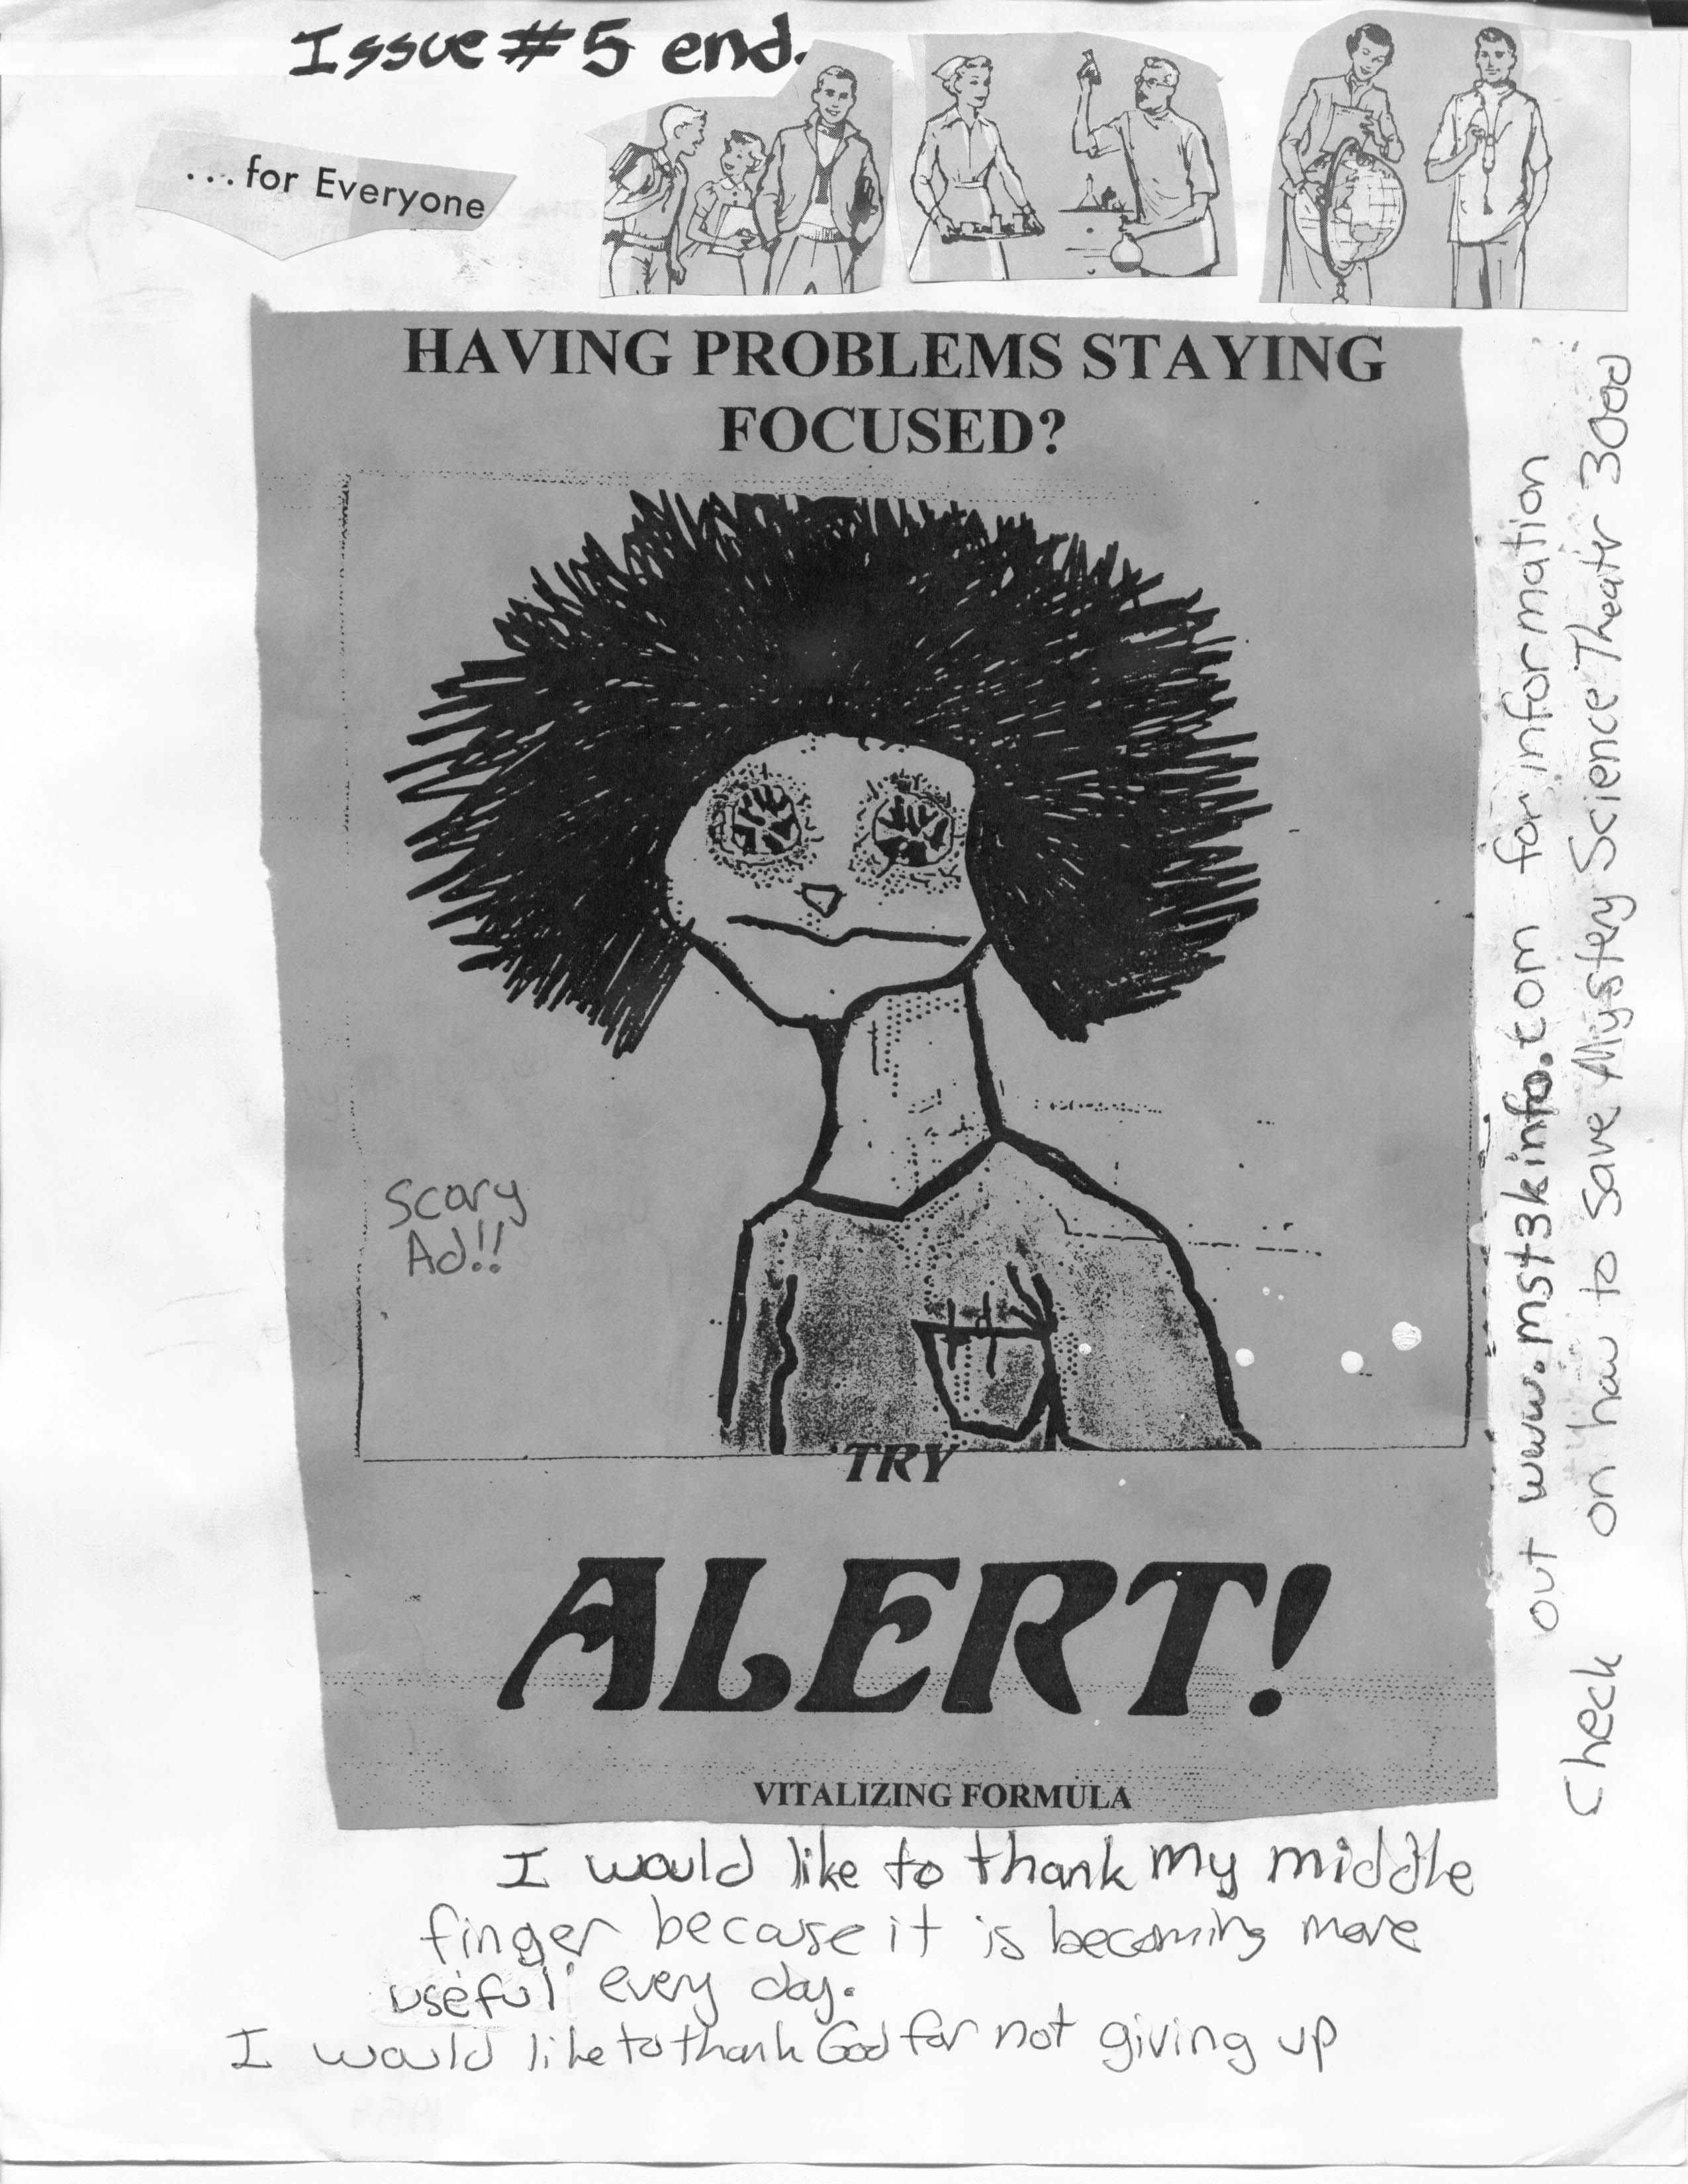 Issue #5 end.
...for Everyone
HAVING PROBLEMS STAYING
FOCUSED?
Scary
Ad!!
TRY
ALERT!
VITALIZING FORMULA
Check out www.mst3kinfo.com for information
on how to save Mystery Science Theater 3000
I would like to thank my middle
finger because it is becoming more
useful every day.
I would like to thank God for not giving up